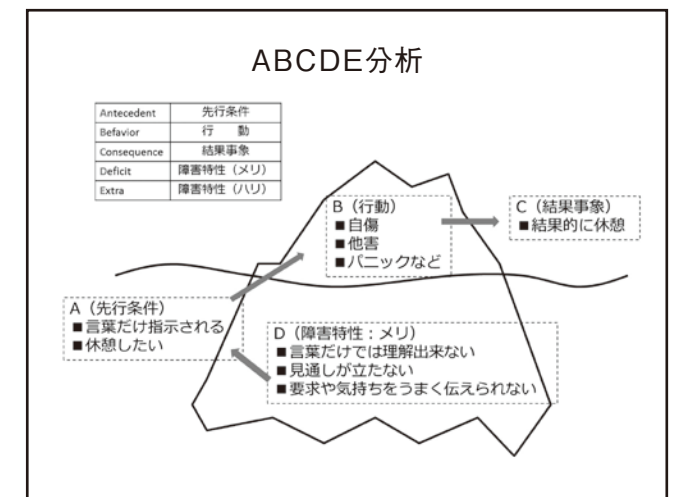 ABCDE分析
Antecedent 先行条件
Befavior 行　動
Consequence 結果事象
Deficit 障害特性（メリ）
Extra 障害特性（ハリ）
B（行動）
■自傷
■他害
■パニックなど
C（結果事象）
■結果的に休憩
A（先行条件）
■言葉だけ指示される
■休憩したい
D（障害特性：メリ）
■言葉だけでは理解出来ない
■見通しが立たない
■要求や気持ちをうまく伝えられない